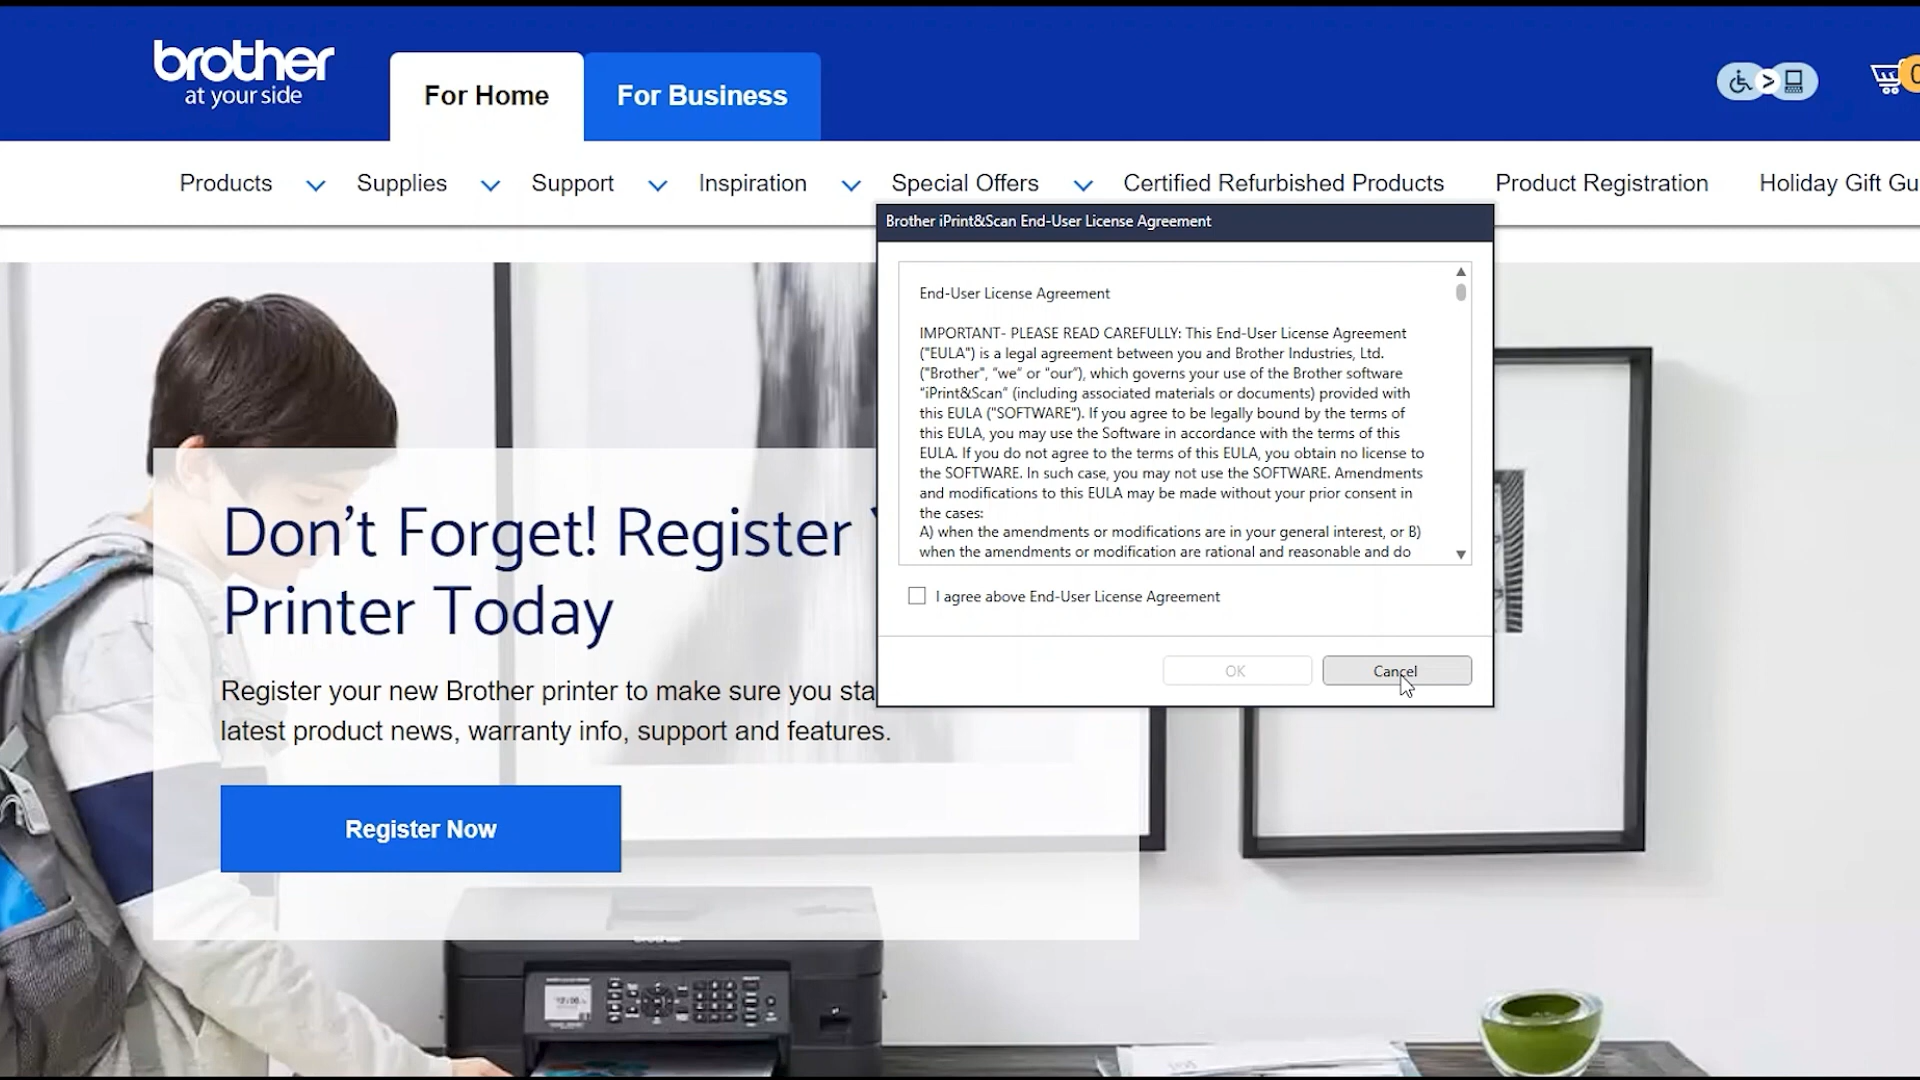 brother
at your side
For Home
For Business
Products
Supplies
Support
Inspiration
Special Offers
Certified Refurbished Products
Product Registration
Holiday Gift Gu
Brother iPrint&Scan End-User License Agreement
End-User License Agreement
IMPORTANT- PLEASE READ CAREFULLY: This End-User License Agreement
("EULA") is a legal agreement between you and Brother Industries, Ltd.
("Brother", "we" or "our"), which governs your use of the Brother software
"iPrint&Scan" (including associated materials or documents) provided with
this EULA ("SOFTWARE"). If you agree to be legally bound by the terms of
this EULA, you may use the Software in accordance with the terms of this
EULA. If you do not agree to the terms of this EULA, you obtain no license to
the SOFTWARE. In such case, you may not use the SOFTWARE. Amendments
and modifications to this EULA may be made without your prior consent in
the cases:
A) when the amendments or modifications are in your general interest, or B)
when the amendments or modification are rational and reasonable and do
I agree above End-User License Agreement
OK
Cancel
Don't Forget! Register
Printer Today
Register your new Brother printer to make sure you sta
latest product news, warranty info, support and features.
Register Now
brother